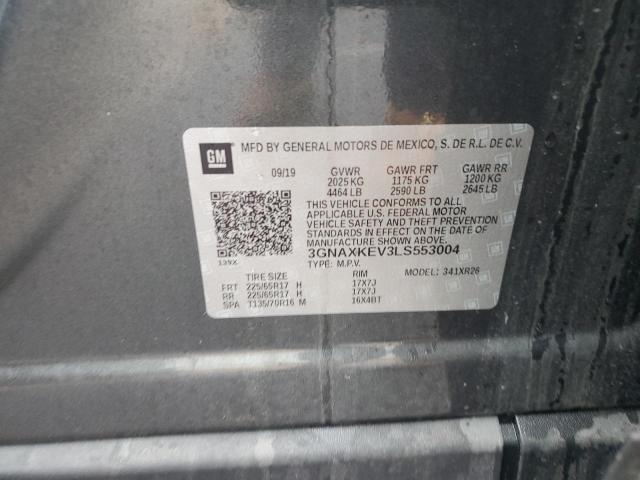 GM MFD BY GENERAL MOTORS DE MEXICO, S. DE R.L. DE C.V.
09/19 GVWR GAWR FRT GAWR RR
2025 KG 1175 KG 1200 KG
4464 LB 2590 LB 2645 LB
THIS VEHICLE CONFORMS TO ALL
APPLICABLE U.S. FEDERAL MOTOR
VEHICLE SAFETY AND THEFT PREVENTION
STANDARDS IN EFFECT ON THE DATE OF
MANUFACTURE SHOWN ABOVE.
3GNAXKEV3LS553004
139X TYPE: M.P.V. MODEL: 341XR26
TIRE SIZE RIM
FRT 225/65R17 H 17X7J
RR 225/65R17 H 17X7J
SPA T135/70R16 M 16X4BT